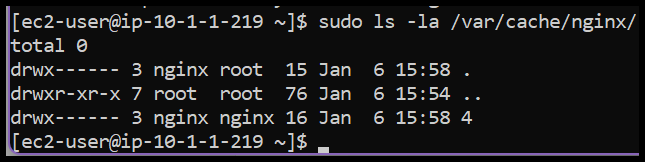 [ec2-user@ip-10-1-1-219 ~]$ sudo ls -la /var/cache/nginx/
total 0
drwx------ 3 nginx root  15 Jan  6 15:58 .
drwxr-xr-x 7 root  root  76 Jan  6 15:54 ..
drwx------ 3 nginx nginx 16 Jan  6 15:58 4
[ec2-user@ip-10-1-1-219 ~]$